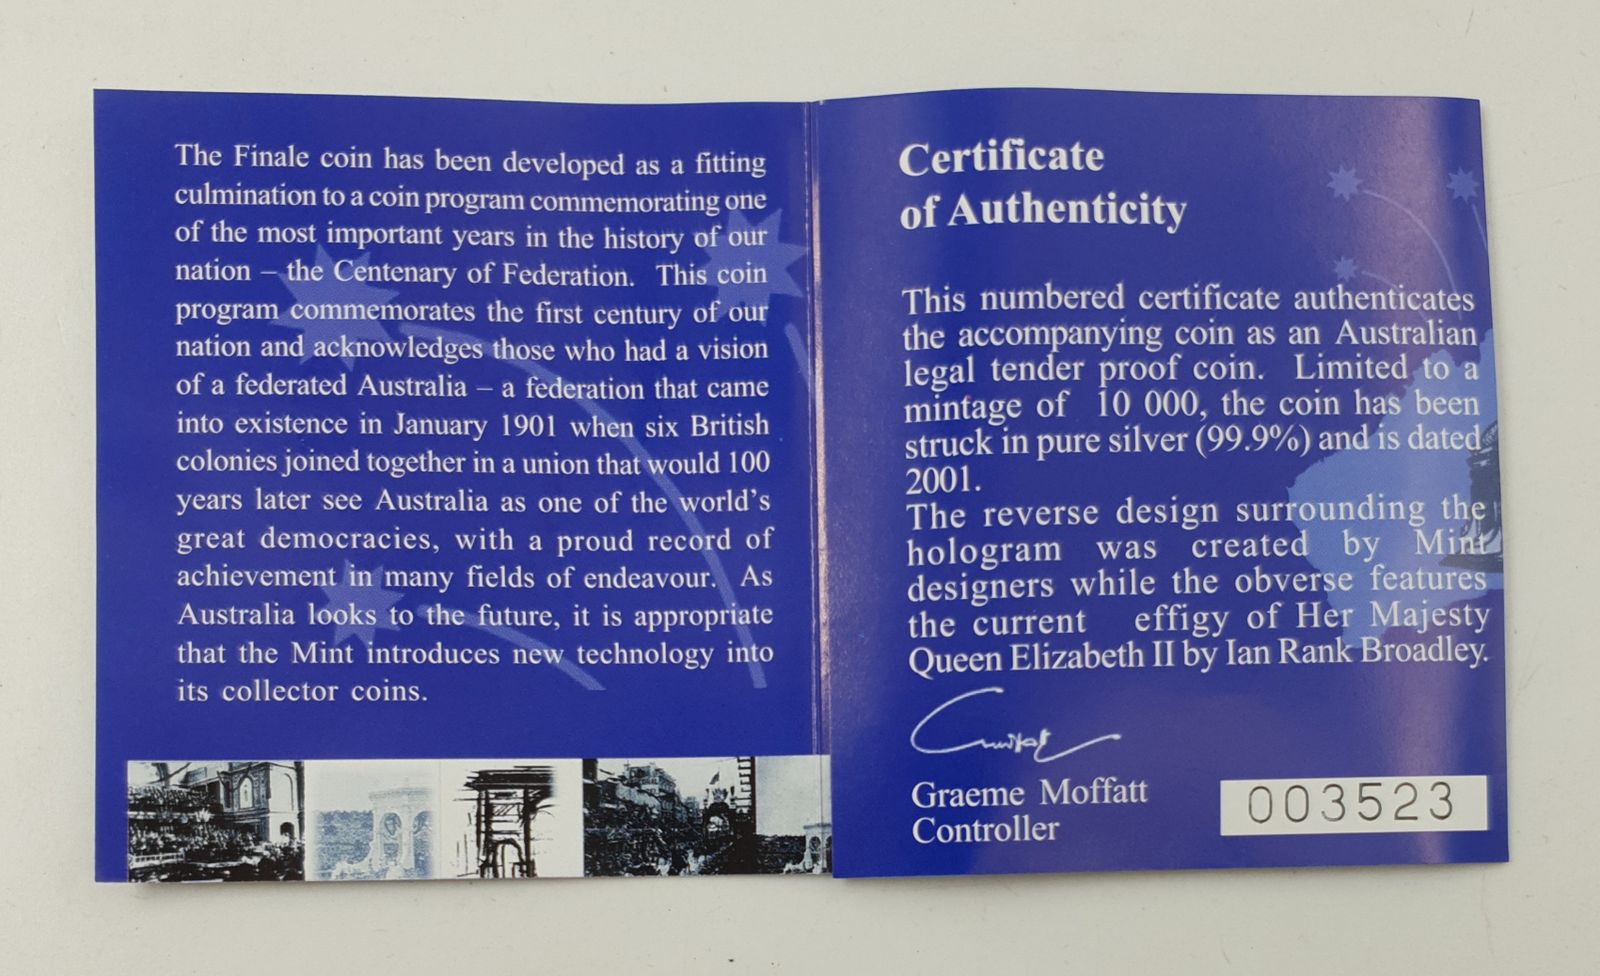 The Finale coin has been developed as a fitting
culmination to a coin program commemorating one
of the most important years in the history of our
nation – the Centenary of Federation. This coin
program commemorates the first century of our
nation and acknowledges those who had a vision
of a federated Australia – a federation that came
into existence in January 1901 when six British
colonies joined together in a union that would 100
years later see Australia as one of the world's
great democracies, with a proud record of
achievement in many fields of endeavour. As
Australia looks to the future, it is appropriate
that the Mint introduces new technology into
its collector coins.
Certificate
of Authenticity
This numbered certificate authenticates
the accompanying coin as an Australian
legal tender proof coin. Limited to a
mintage of 10 000, the coin has been
struck in pure silver (99.9%) and is dated
2001.
The reverse design surrounding the
hologram was created by Mint
designers while the obverse features
the current effigy of Her Majesty
Queen Elizabeth II by Ian Rank Broadley.
Graeme Moffatt
Controller
003523